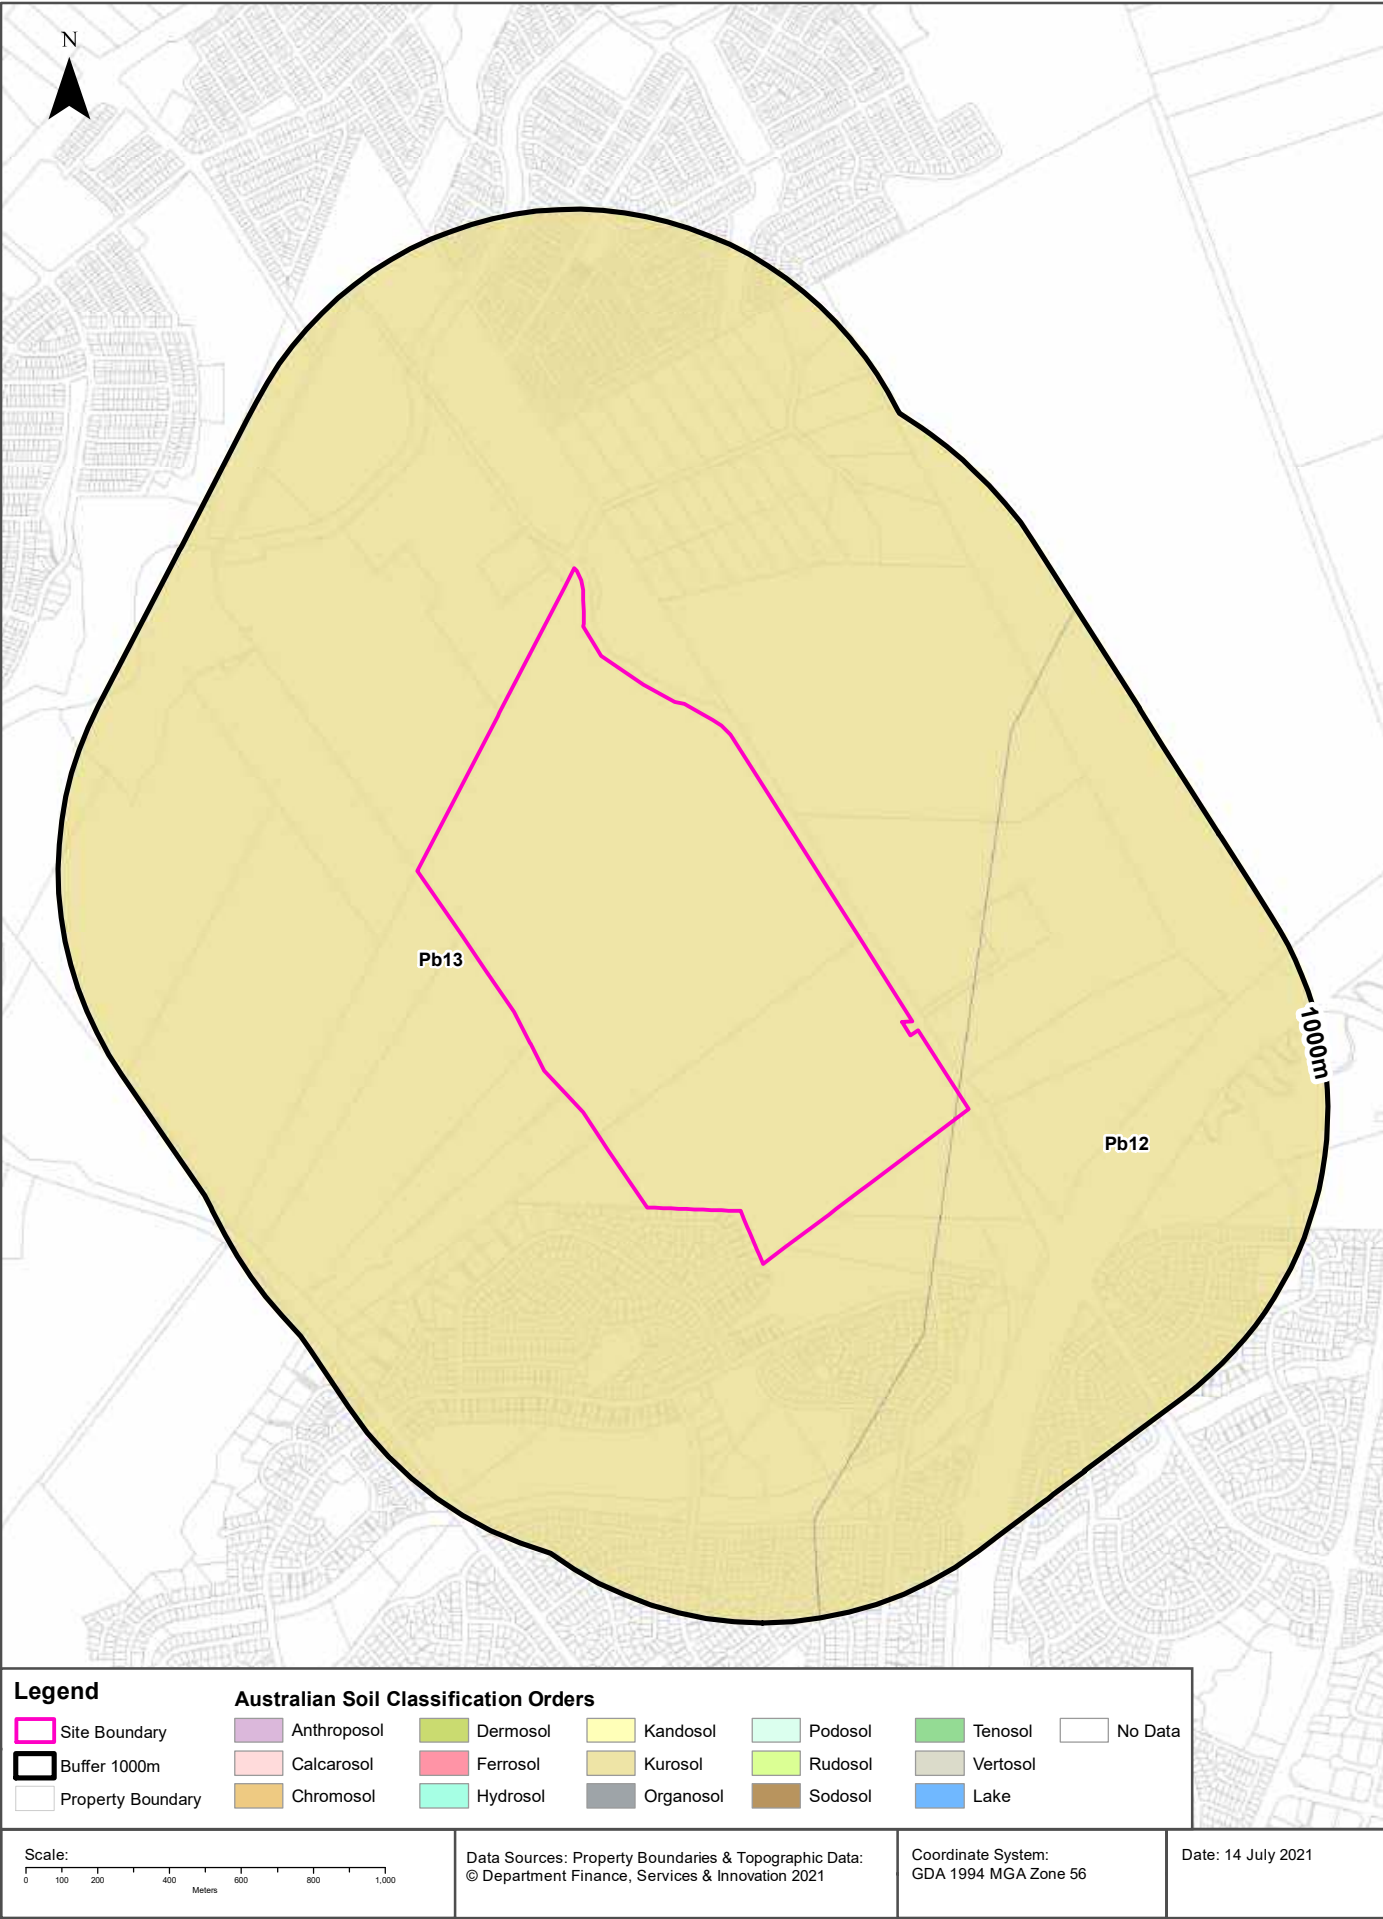 N
Pb13
1000m
Pb12
Legend
Site Boundary
Buffer 1000m
Property Boundary
Australian Soil Classification Orders
Anthroposol
Calcarosol
Chromosol
Dermosol
Ferrosol
Hydrosol
Kandosol
Kurosol
Organosol
Podosol
Rudosol
Sodosol
Tenosol
Vertosol
Lake
No Data
Scale:
0 100 200 400 600 800 1,000
Meters
Data Sources: Property Boundaries & Topographic Data:
© Department Finance, Services & Innovation 2021
Coordinate System:
GDA 1994 MGA Zone 56
Date: 14 July 2021